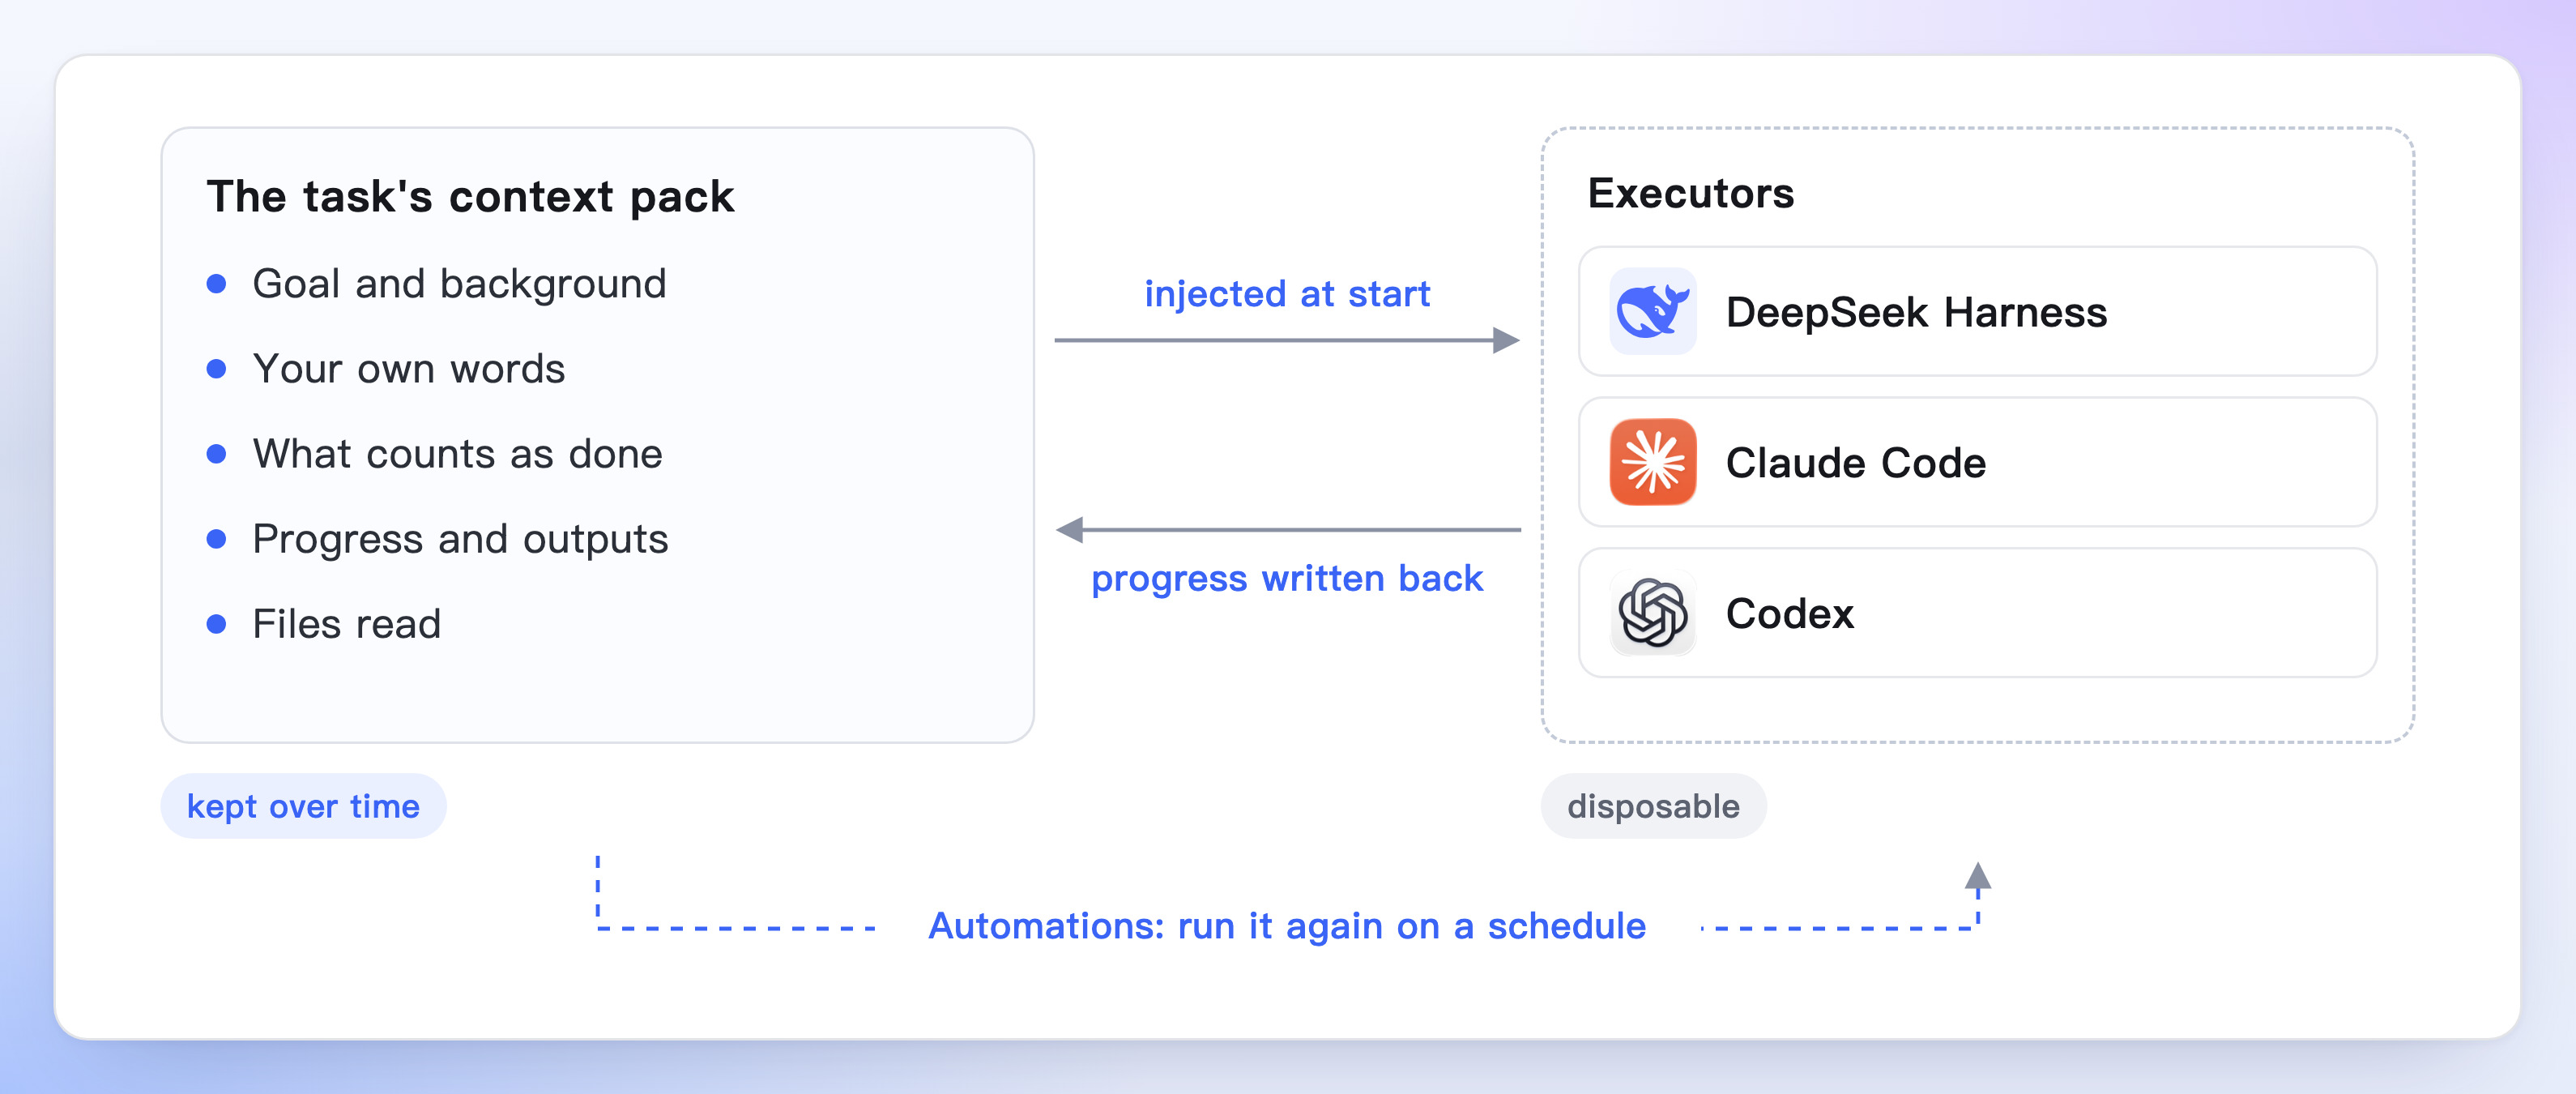 The task's context pack
Goal and background
Your own words
What counts as done
Progress and outputs
Files read
kept over time
injected at start
progress written back
Executors
DeepSeek Harness
Claude Code
Codex
disposable
Automations: run it again on a schedule